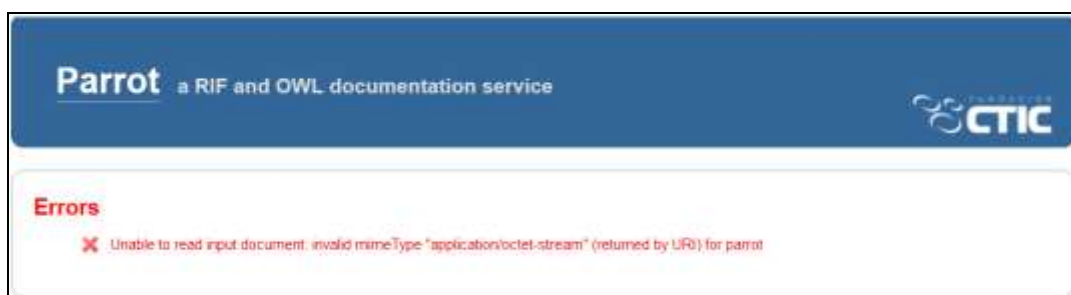 Parrot a RIF and OWL documentation service
FUNDACIÓN
CTIC
Errors
Unable to read input document: invalid mimeType "application/octet-stream" (returned by URI) for parrot